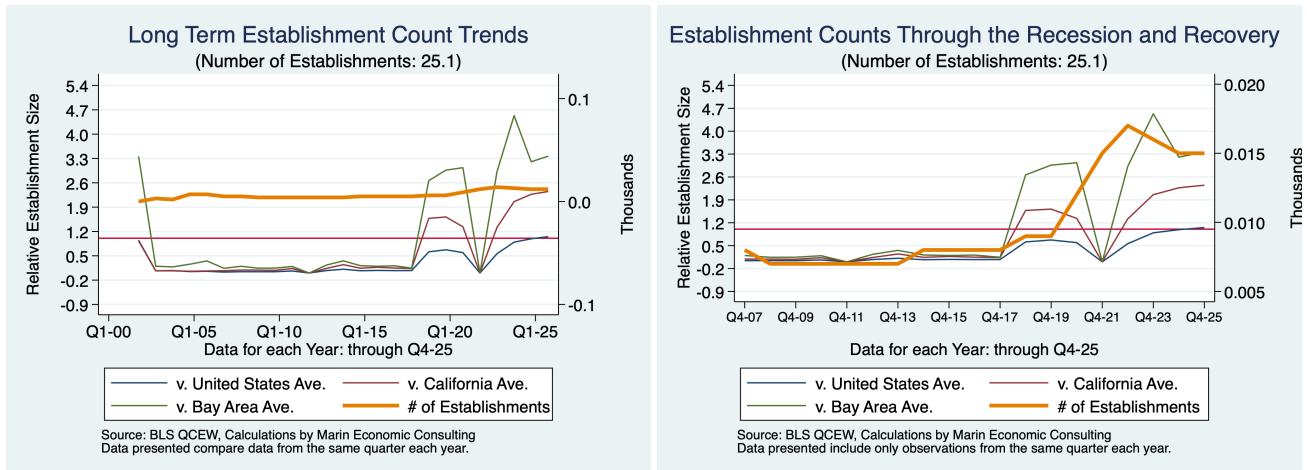 Long Term Establishment Count Trends
(Number of Establishments: 25.1)
Relative Establishment Size
5.4
4.7
4.0
3.3
2.6
1.9
1.2
0.5
-0.2
-0.9
0.1
0.0
-0.1
Thousands
Q1-00
Q1-05
Q1-10
Q1-15
Q1-20
Q1-25
Data for each Year: through Q4-25
v. United States Ave.
v. California Ave.
v. Bay Area Ave.
# of Establishments
Source: BLS QCEW, Calculations by Marin Economic Consulting
Data presented compare data from the same quarter each year.
Establishment Counts Through the Recession and Recovery
(Number of Establishments: 25.1)
Relative Establishment Size
5.4
4.7
4.0
3.3
2.6
1.9
1.2
0.5
-0.2
-0.9
0.020
0.015
0.010
0.005
Thousands
Q4-07
Q4-09
Q4-11
Q4-13
Q4-15
Q4-17
Q4-19
Q4-21
Q4-23
Q4-25
Data for each Year: through Q4-25
v. United States Ave.
v. California Ave.
v. Bay Area Ave.
# of Establishments
Source: BLS QCEW, Calculations by Marin Economic Consulting
Data presented include only observations from the same quarter each year.